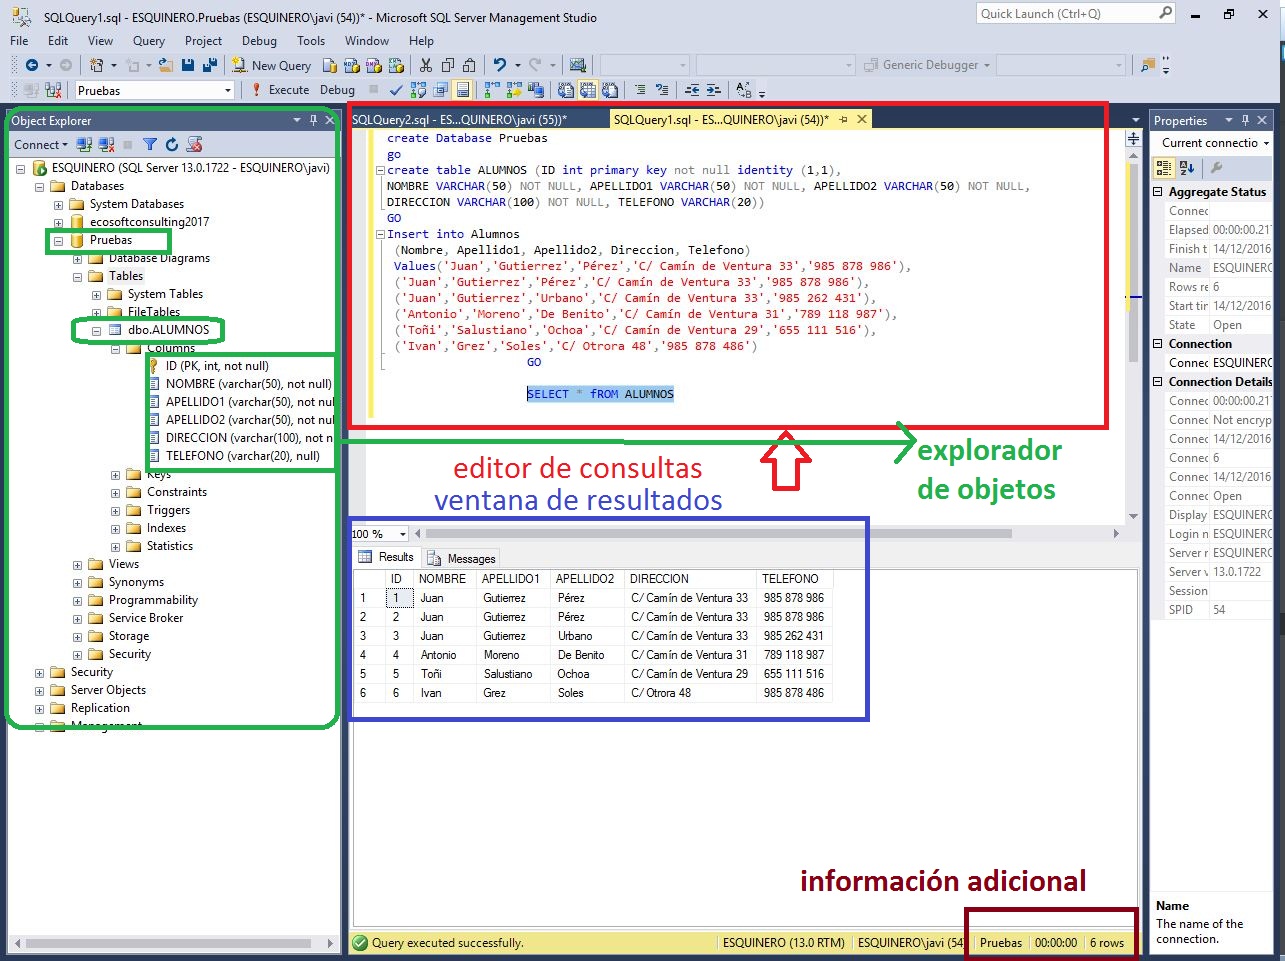 SQLQuery1.sql - ESQUINERO.Pruebas (ESQUINERO\javi (54))* - Microsoft SQL Server Management Studio
Quick Launch (Ctrl+Q)
File Edit View Query Project Debug Tools Window Help
New Query
Generic Debugger
Pruebas
Execute Debug
Object Explorer
Connect
ESQUINERO (SQL Server 13.0.1722 - ESQUINERO\javi)
Databases
System Databases
ecosoftconsulting2017
Pruebas
Database Diagrams
Tables
System Tables
FileTables
dbo.ALUMNOS
Columns
ID (PK, int, not null)
NOMBRE (varchar(50), not null)
APELLIDO1 (varchar(50), not nu
APELLIDO2 (varchar(50), not nu
DIRECCION (varchar(100), not n
TELEFONO (varchar(20), null)
Keys
Constraints
Triggers
Indexes
Statistics
Views
Synonyms
Programmability
Service Broker
Storage
Security
Security
Server Objects
Replication
Management
SQLQuery2.sql - ES...QUINERO\javi (55))*
SQLQuery1.sql - ES...QUINERO\javi (54))*
create Database Pruebas
go
create table ALUMNOS (ID int primary key not null identity (1,1),
NOMBRE VARCHAR(50) NOT NULL, APELLIDO1 VARCHAR(50) NOT NULL, APELLIDO2 VARCHAR(50) NOT NULL,
DIRECCION VARCHAR(100) NOT NULL, TELEFONO VARCHAR(20))
GO
Insert into Alumnos
(Nombre, Apellido1, Apellido2, Direccion, Telefono)
Values('Juan','Gutierrez','Pérez','C/ Camín de Ventura 33','985 878 986'),
('Juan','Gutierrez','Pérez','C/ Camín de Ventura 33','985 878 986'),
('Juan','Gutierrez','Urbano','C/ Camín de Ventura 33','985 262 431'),
('Antonio','Moreno','De Benito','C/ Camín de Ventura 31','789 118 987'),
('Toñi','Salustiano','Ochoa','C/ Camín de Ventura 29','655 111 516'),
('Ivan','Grez','Soles','C/ Otrora 48','985 878 486')
GO
SELECT * fROM ALUMNOS
editor de consultas
ventana de resultados
explorador
de objetos
100 %
Results Messages
ID NOMBRE APELLIDO1 APELLIDO2 DIRECCION TELEFONO
1 1 Juan Gutierrez Pérez C/ Camín de Ventura 33 985 878 986
2 2 Juan Gutierrez Pérez C/ Camín de Ventura 33 985 878 986
3 3 Juan Gutierrez Urbano C/ Camín de Ventura 33 985 262 431
4 4 Antonio Moreno De Benito C/ Camín de Ventura 31 789 118 987
5 5 Toñi Salustiano Ochoa C/ Camín de Ventura 29 655 111 516
6 6 Ivan Grez Soles C/ Otrora 48 985 878 486
información adicional
Query executed successfully.
ESQUINERO (13.0 RTM) ESQUINERO\javi (54 Pruebas 00:00:00 6 rows
Properties
Current connectio
Aggregate Status
Connec
Elapsed 00:00:00.217
Finish t 14/12/2016
Name ESQUINERO
Rows re 6
Start tir 14/12/2016
State Open
Connection
Connec ESQUINERO
Connection Details
Connec 00:00:00.217
Connec Not encryp
Connec 14/12/2016
Connec 6
Connec 14/12/2016
Connec Open
Display ESQUINERO
Login n ESQUINERO
Server r ESQUINERO
Server v 13.0.1722
Session
SPID 54
Name
The name of the
connection.